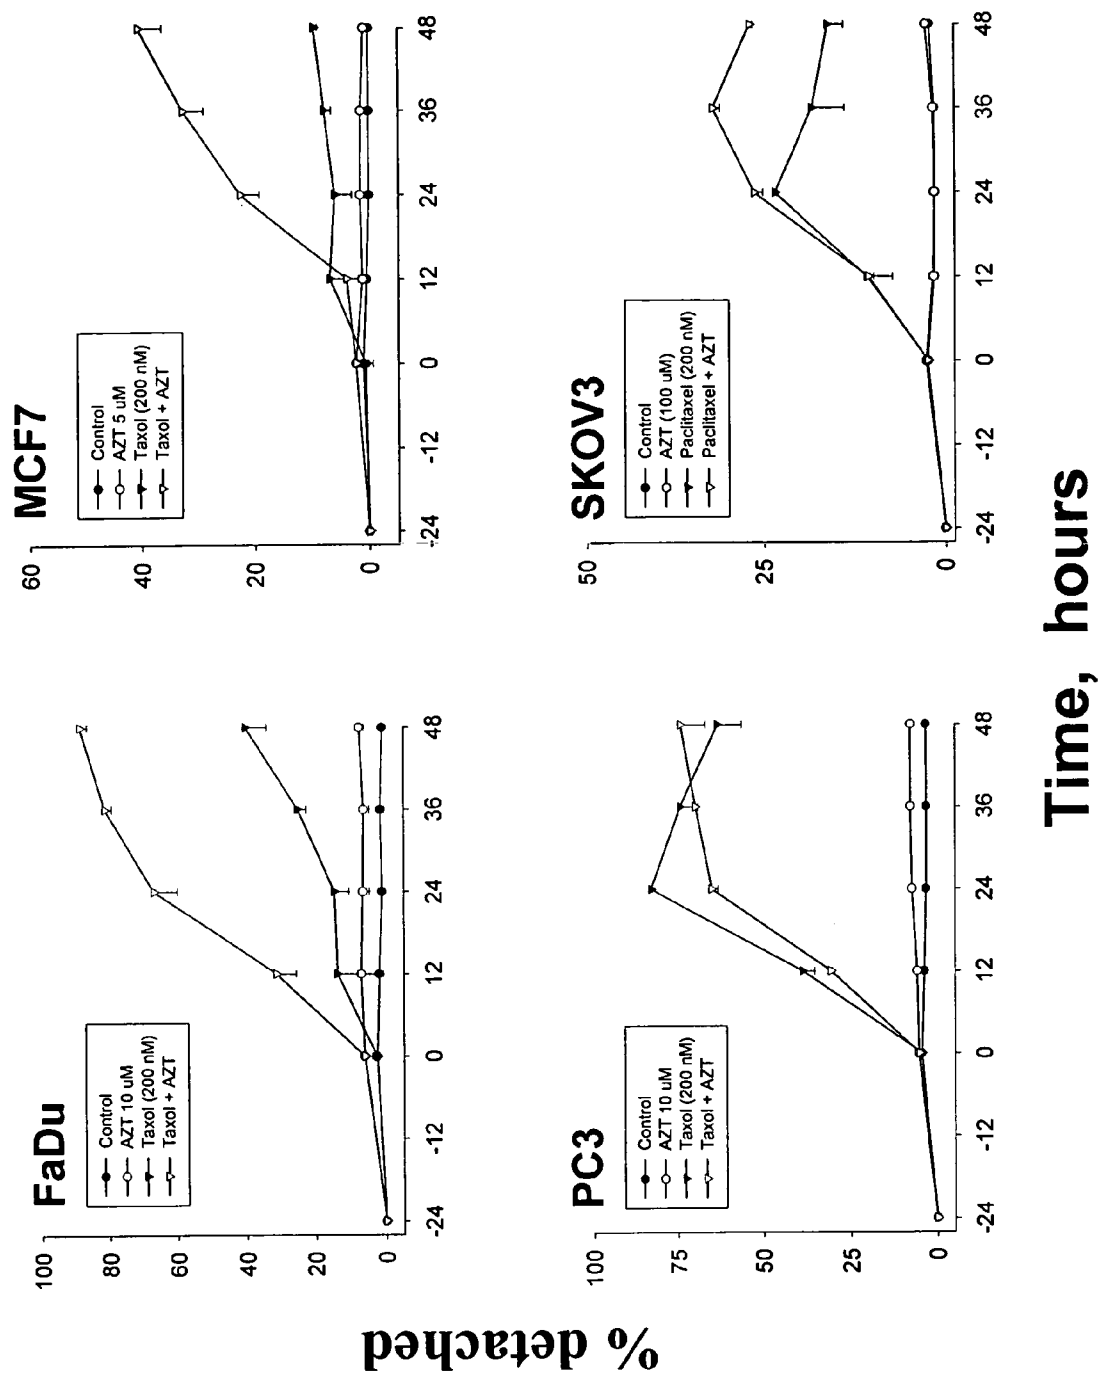 % detached
FaDu
Control
AZT 10 uM
Taxol (200 nM)
Taxol + AZT
100
80
60
40
20
0
-24 -12 0 12 24 36 48
MCF7
Control
AZT 5 uM
Taxol (200 nM)
Taxol + AZT
60
40
20
0
-24 -12 0 12 24 36 48
PC3
Control
AZT 10 uM
Taxol (200 nM)
Taxol + AZT
100
75
50
25
0
-24 -12 0 12 24 36 48
SKOV3
Control
AZT (100 uM)
Paclitaxel (200 nM)
Paclitaxel + AZT
50
25
0
-24 -12 0 12 24 36 48
Time, hours